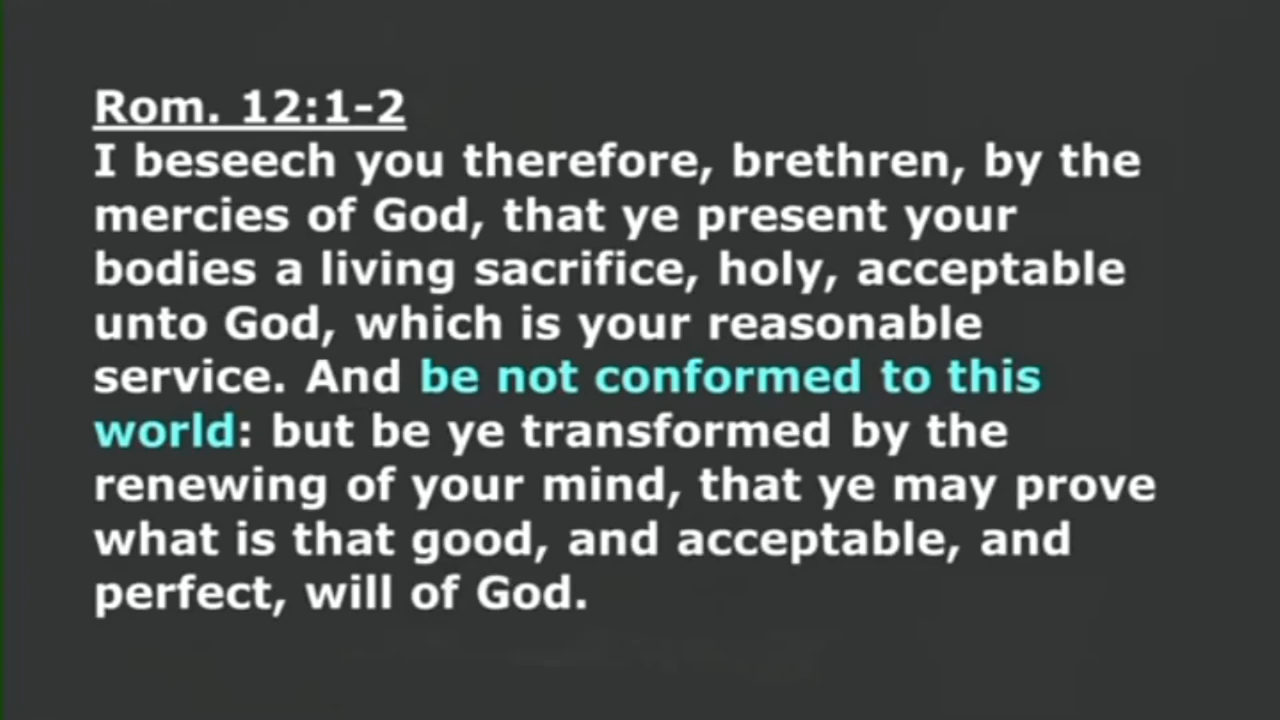 Rom. 12:1-2
I beseech you therefore, brethren, by the
mercies of God, that ye present your
bodies a living sacrifice, holy, acceptable
unto God, which is your reasonable
service. And be not conformed to this
world: but be ye transformed by the
renewing of your mind, that ye may prove
what is that good, and acceptable, and
perfect, will of God.